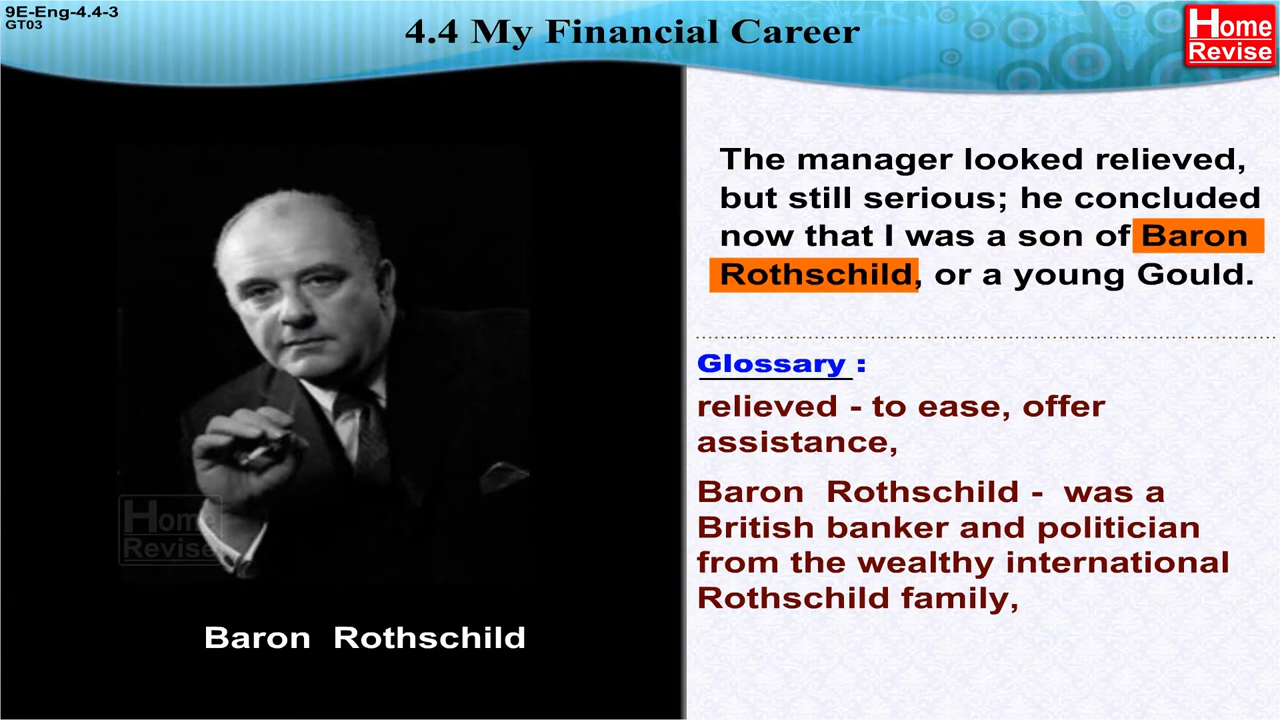 9E-Eng-4.4-3
GT03
4.4 My Financial Career
Home
Revise
The manager looked relieved,
but still serious; he concluded
now that I was a son of Baron
Rothschild, or a young Gould.
Glossary :
relieved - to ease, offer
assistance,
Baron Rothschild - was a
British banker and politician
from the wealthy international
Rothschild family,
Home
Revise
Baron Rothschild